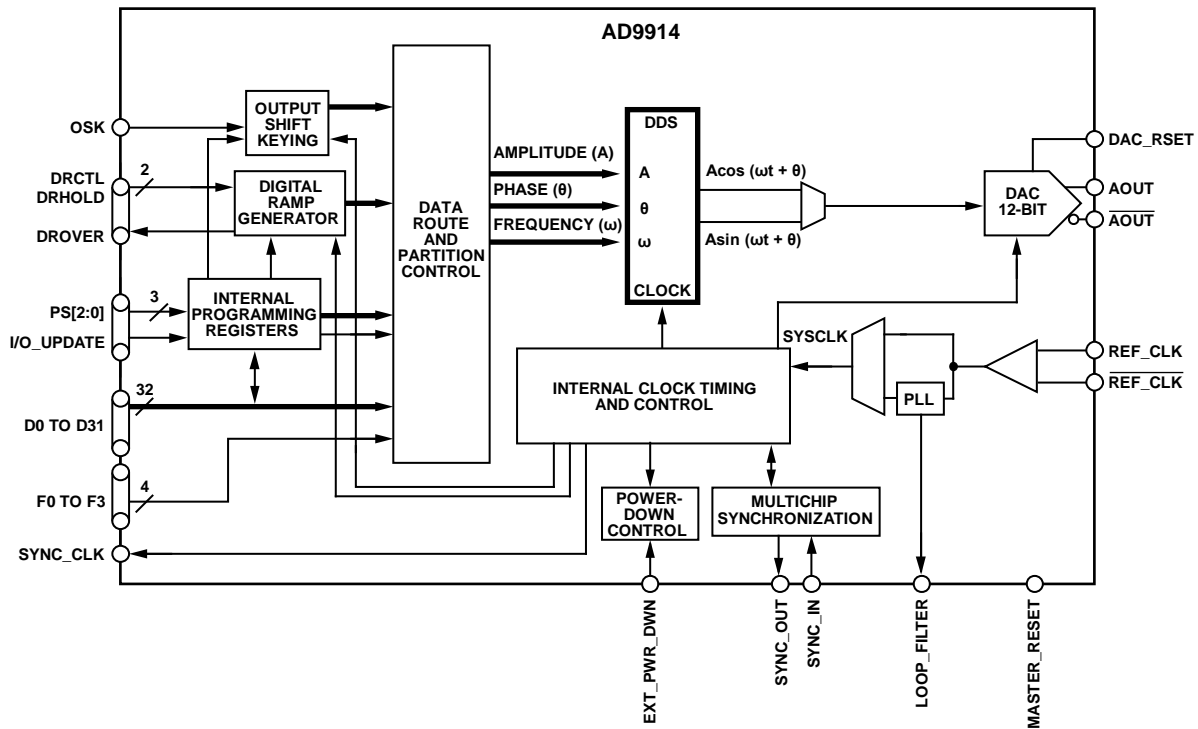 AD9914
OSK
OUTPUT
SHIFT
KEYING
DRCTL
DRHOLD
2
DROVER
DIGITAL
RAMP
GENERATOR
PS[2:0]
3
I/O_UPDATE
INTERNAL
PROGRAMMING
REGISTERS
D0 TO D31
32
F0 TO F3
4
SYNC_CLK
DATA
ROUTE
AND
PARTITION
CONTROL
AMPLITUDE (A)
PHASE (θ)
FREQUENCY (ω)
DDS
A
θ
ω
CLOCK
Acos (ωt + θ)
Asin (ωt + θ)
DAC
12-BIT
DAC_RSET
AOUT
AOUT
INTERNAL CLOCK TIMING
AND CONTROL
SYSCLK
PLL
REF_CLK
REF_CLK
POWER-
DOWN
CONTROL
MULTICHIP
SYNCHRONIZATION
EXT_PWR_DWN
SYNC_OUT
SYNC_IN
LOOP_FILTER
MASTER_RESET